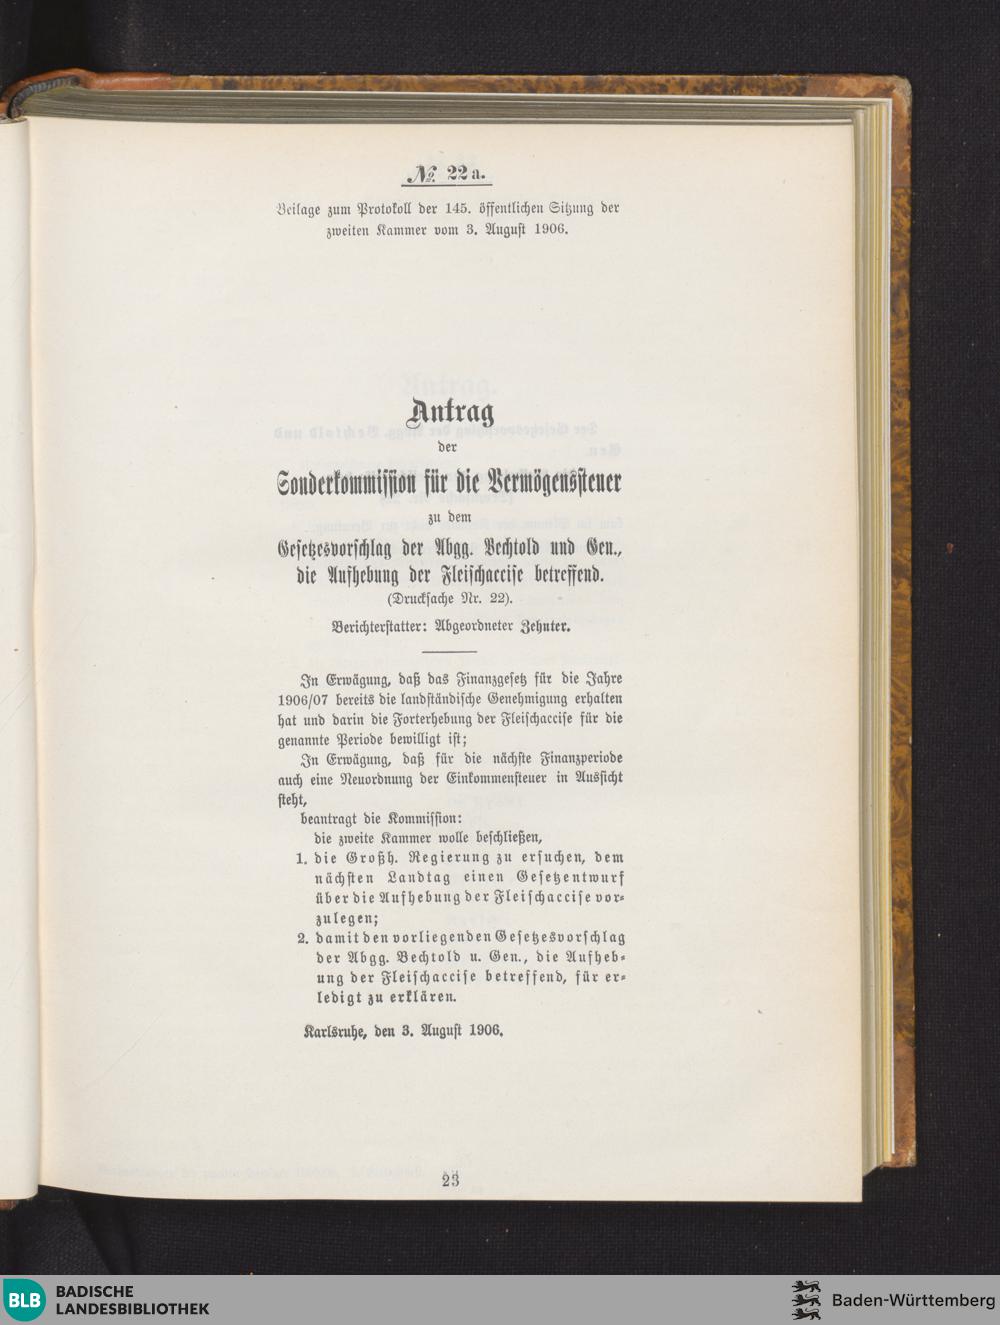 №. 22 a.
Beilage zum Protokoll der 145. öffentlichen Sitzung der
zweiten Kammer vom 3. August 1906.
Antrag
der
Sonderkommission für die Vermögenssteuer
zu dem
Gesetzesvorschlag der Abgg. Bechtold und Gen.,
die Aufhebung der Fleischaccise betreffend.
(Drucksache Nr. 22).
Berichterstatter: Abgeordneter Zehnter.
In Erwägung, daß das Finanzgesetz für die Jahre
1906/07 bereits die landständische Genehmigung erhalten
hat und darin die Forterhebung der Fleischaccise für die
genannte Periode bewilligt ist;
In Erwägung, daß für die nächste Finanzperiode
auch eine Neuordnung der Einkommensteuer in Aussicht
steht,
beantragt die Kommission:
die zweite Kammer wolle beschließen,
1. die Großh. Regierung zu ersuchen, dem
nächsten Landtag einen Gesetzentwurf
über die Aufhebung der Fleischaccise vor-
zulegen;
2. damit den vorliegenden Gesetzesvorschlag
der Abgg. Bechtold u. Gen., die Aufheb-
ung der Fleischaccise betreffend, für er-
ledigt zu erklären.
Karlsruhe, den 3. August 1906.
23
BLB BADISCHE
LANDESBIBLIOTHEK
Baden-Württemberg